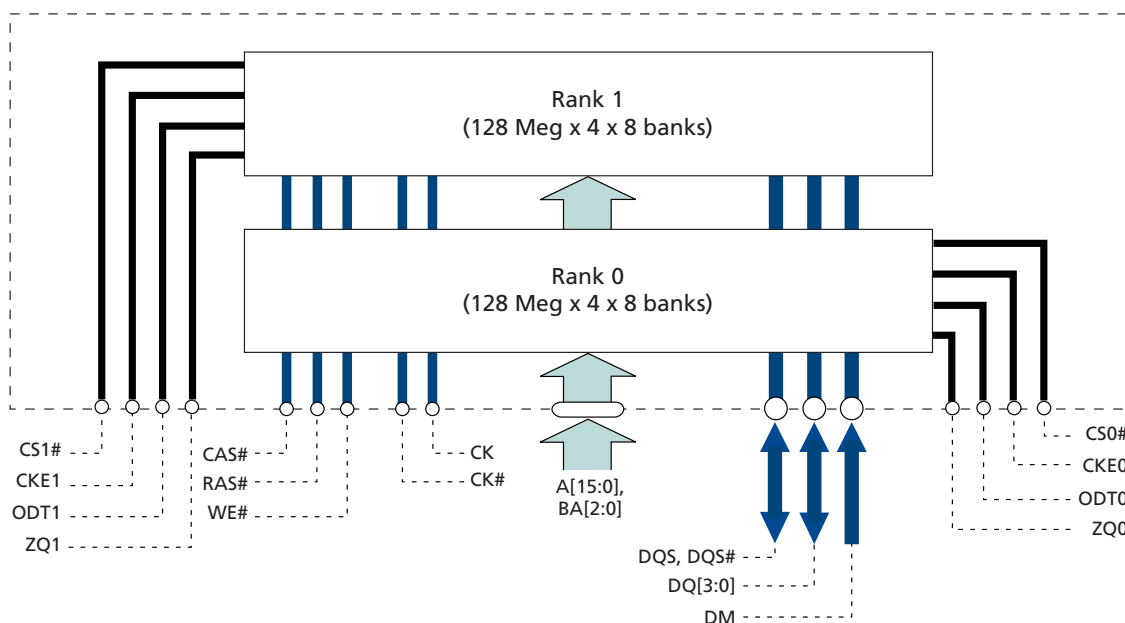 Rank 1
(128 Meg x 4 x 8 banks)
Rank 0
(128 Meg x 4 x 8 banks)
CS1#
CKE1
ODT1
ZQ1
CAS#
RAS#
WE#
CK
CK#
A[15:0],
BA[2:0]
DQS, DQS#
DQ[3:0]
DM
CS0#
CKE0
ODT0
ZQ0